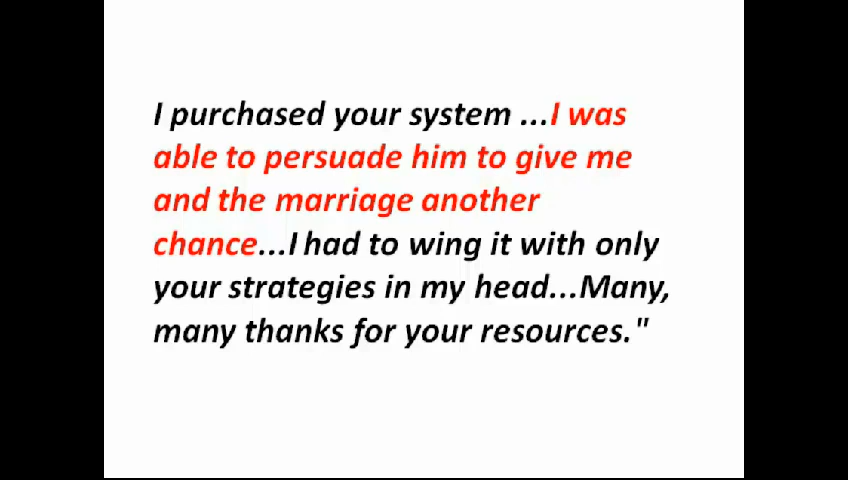 I purchased your system ...I was
able to persuade him to give me
and the marriage another
chance...I had to wing it with only
your strategies in my head...Many,
many thanks for your resources."